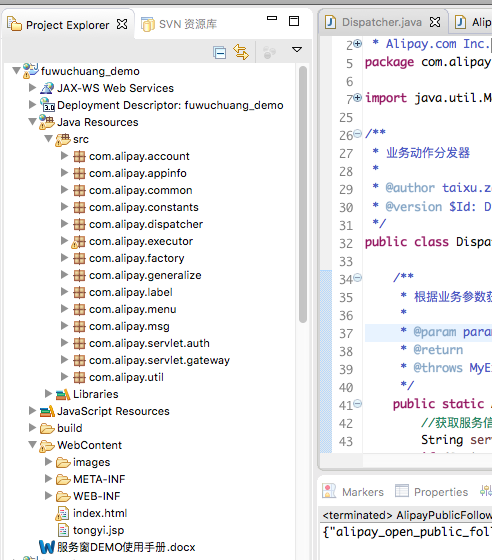 Project Explorer
SVN 资源库
fuwuchuang_demo
JAX-WS Web Services
Deployment Descriptor: fuwuchuang_demo
Java Resources
src
com.alipay.account
com.alipay.appinfo
com.alipay.common
com.alipay.constants
com.alipay.dispatcher
com.alipay.executor
com.alipay.factory
com.alipay.generalize
com.alipay.label
com.alipay.menu
com.alipay.msg
com.alipay.servlet.auth
com.alipay.servlet.gateway
com.alipay.util
Libraries
JavaScript Resources
build
WebContent
images
META-INF
WEB-INF
index.html
tongyi.jsp
服务窗DEMO使用手册.docx
Dispatcher.java
Ali
2 * Alipay.com Inc.
5 package com.alipay
6
7 import java.util.M
25
26 /**
27 * 业务动作分发器
28 *
29 * @author taixu.z
30 * @version $Id: D
31 */
32 public class Dispa
33
34 /**
35 * 根据业务参数获
36 *
37 * @param para
38 * @return
39 * @throws MyE
40 */
41 public static
42 //获取服务信
43 String serv
Markers
Properties
<terminated> AlipayPublicFollow
{"alipay_open_public_fol